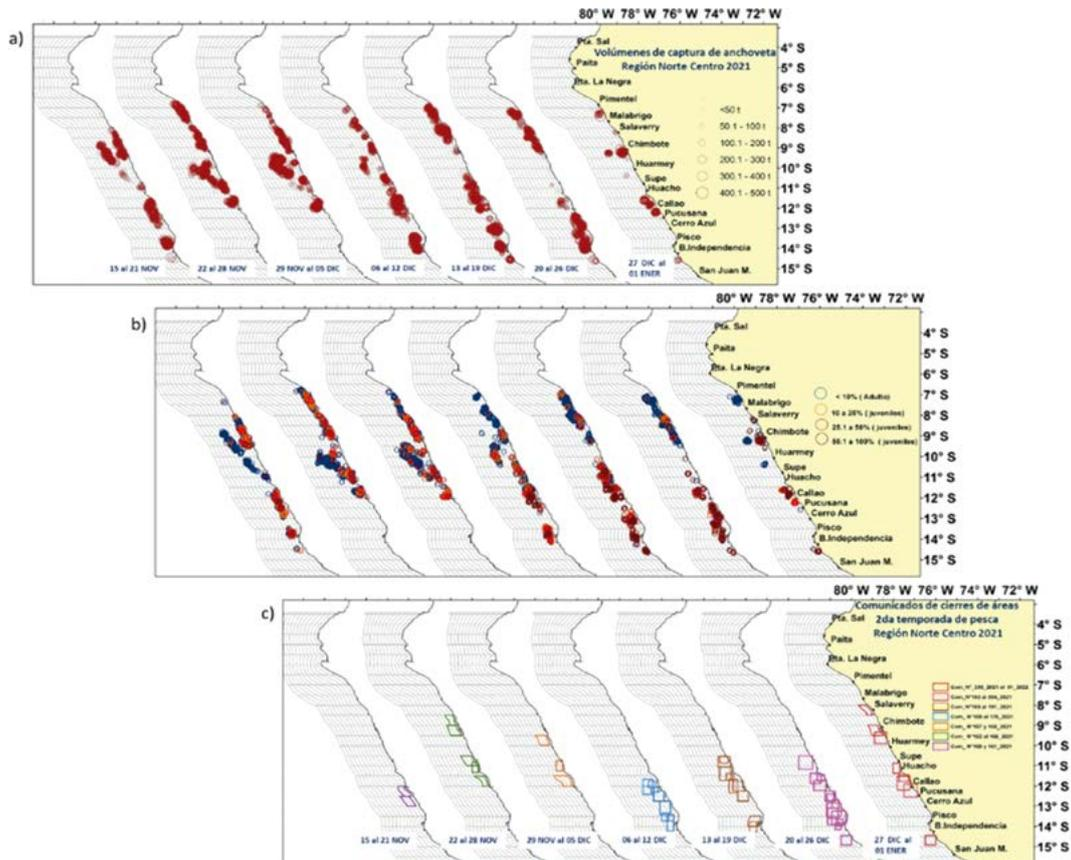 80° W 78° W 76° W 74° W 72° W
a)
Volúmenes de captura de anchoveta
Región Norte Centro 2021
Pta. Sal
Paita
Pta. La Negra
Pimentel
Malabrigo
Salaverry
Chimbote
Huarmey
Supe
Huacho
Callao
Pucusana
Cerro Azul
Pisco
B.Independencia
San Juan M.
<50 t
50.1 - 100 t
100.1 - 200 t
200.1 - 300 t
300.1 - 400 t
400.1 - 500 t
4° S
5° S
6° S
7° S
8° S
9° S
10° S
11° S
12° S
13° S
14° S
15° S
15 al 21 NOV
22 al 28 NOV
29 NOV al 05 DIC
06 al 12 DIC
13 al 19 DIC
20 al 26 DIC
27 DIC al
01 ENER
80° W 78° W 76° W 74° W 72° W
b)
Pta. Sal
Paita
Pta. La Negra
Pimentel
Malabrigo
Salaverry
Chimbote
Huarmey
Supe
Huacho
Callao
Pucusana
Cerro Azul
Pisco
B.Independencia
San Juan M.
< 10% ( Adulto)
10 a 25% ( juveniles)
25.1 a 50% ( juveniles)
50.1 a 100% ( juveniles)
4° S
5° S
6° S
7° S
8° S
9° S
10° S
11° S
12° S
13° S
14° S
15° S
80° W 78° W 76° W 74° W 72° W
c)
Comunicados de cierres de áreas
2da temporada de pesca
Región Norte Centro 2021
Pta. Sal
Paita
Pta. La Negra
Pimentel
Malabrigo
Salaverry
Chimbote
Huarmey
Supe
Huacho
Callao
Pucusana
Cerro Azul
Pisco
B.Independencia
San Juan M.
4° S
5° S
6° S
7° S
8° S
9° S
10° S
11° S
12° S
13° S
14° S
15° S
15 al 21 NOV
22 al 28 NOV
29 NOV al 05 DIC
06 al 12 DIC
13 al 19 DIC
20 al 26 DIC
27 DIC al
01 ENER